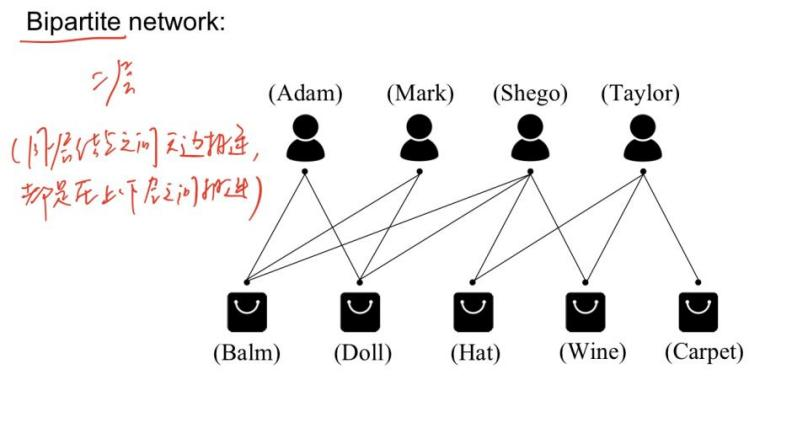 Bipartite network:
二层
(同层结点之间无边相连,
都是在上下层之间相连)
(Adam) (Mark) (Shego) (Taylor)
(Balm) (Doll) (Hat) (Wine) (Carpet)